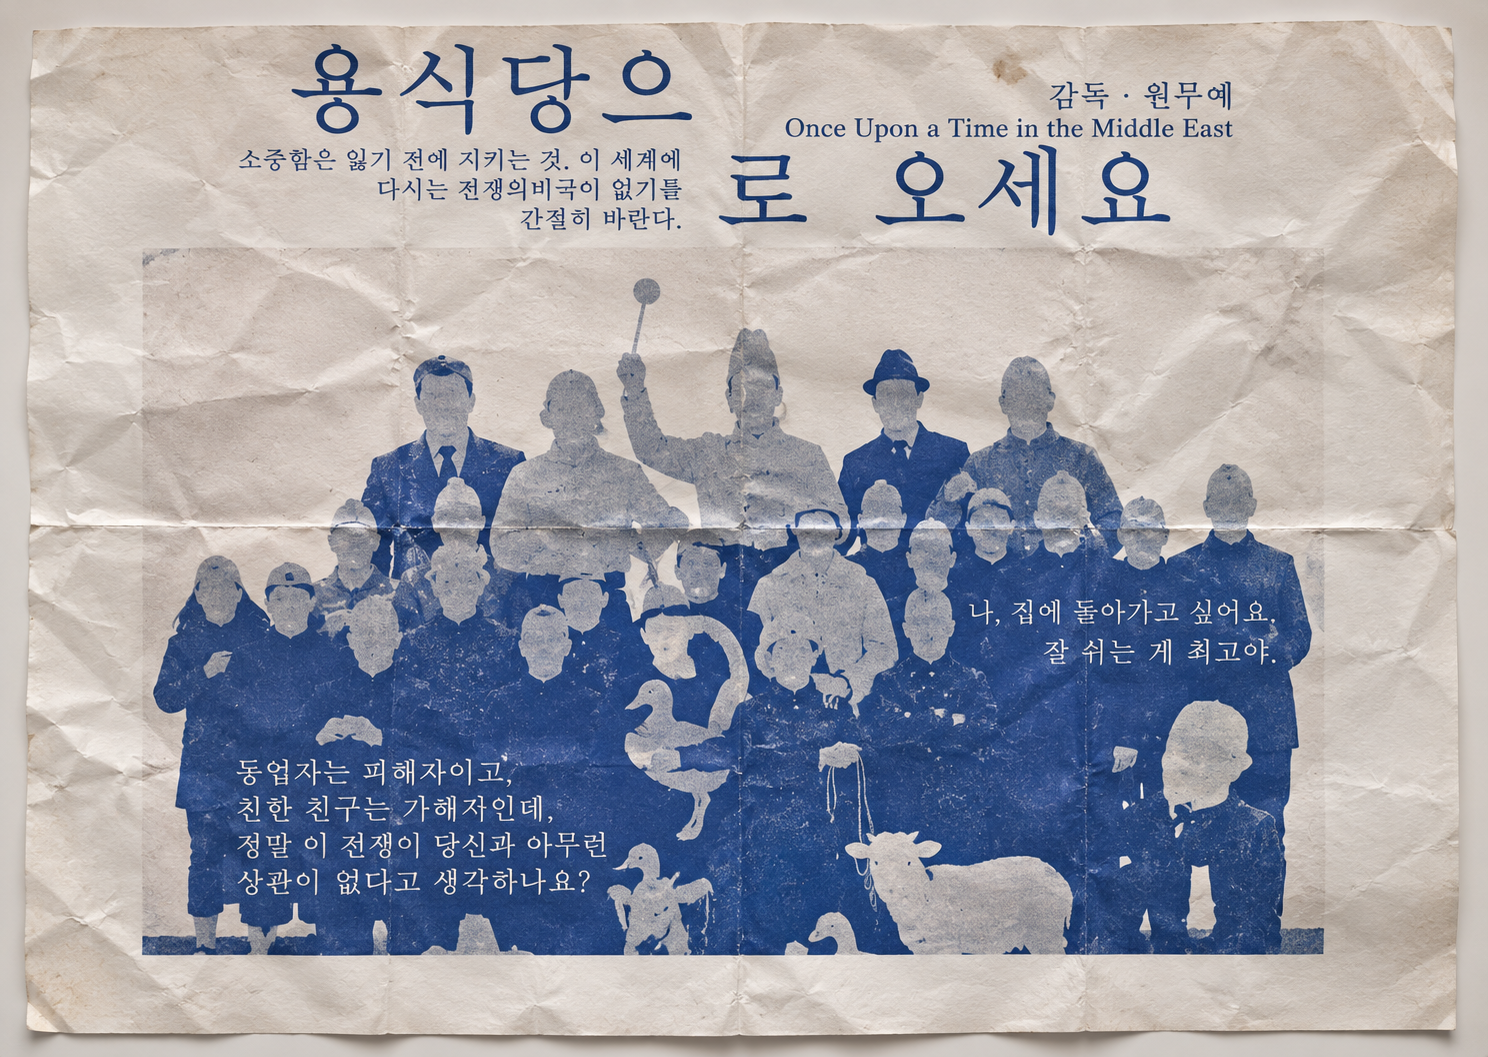 용식당으
로 오세요
감독 · 원무예
Once Upon a Time in the Middle East
소중함은 잃기 전에 지키는 것. 이 세계에
다시는 전쟁의비국이 없기를
간절히 바란다.
나, 집에 돌아가고 싶어요.
잘 쉬는 게 최고야.
동업자는 피해자이고,
친한 친구는 가해자인데,
정말 이 전쟁이 당신과 아무런
상관이 없다고 생각하나요?